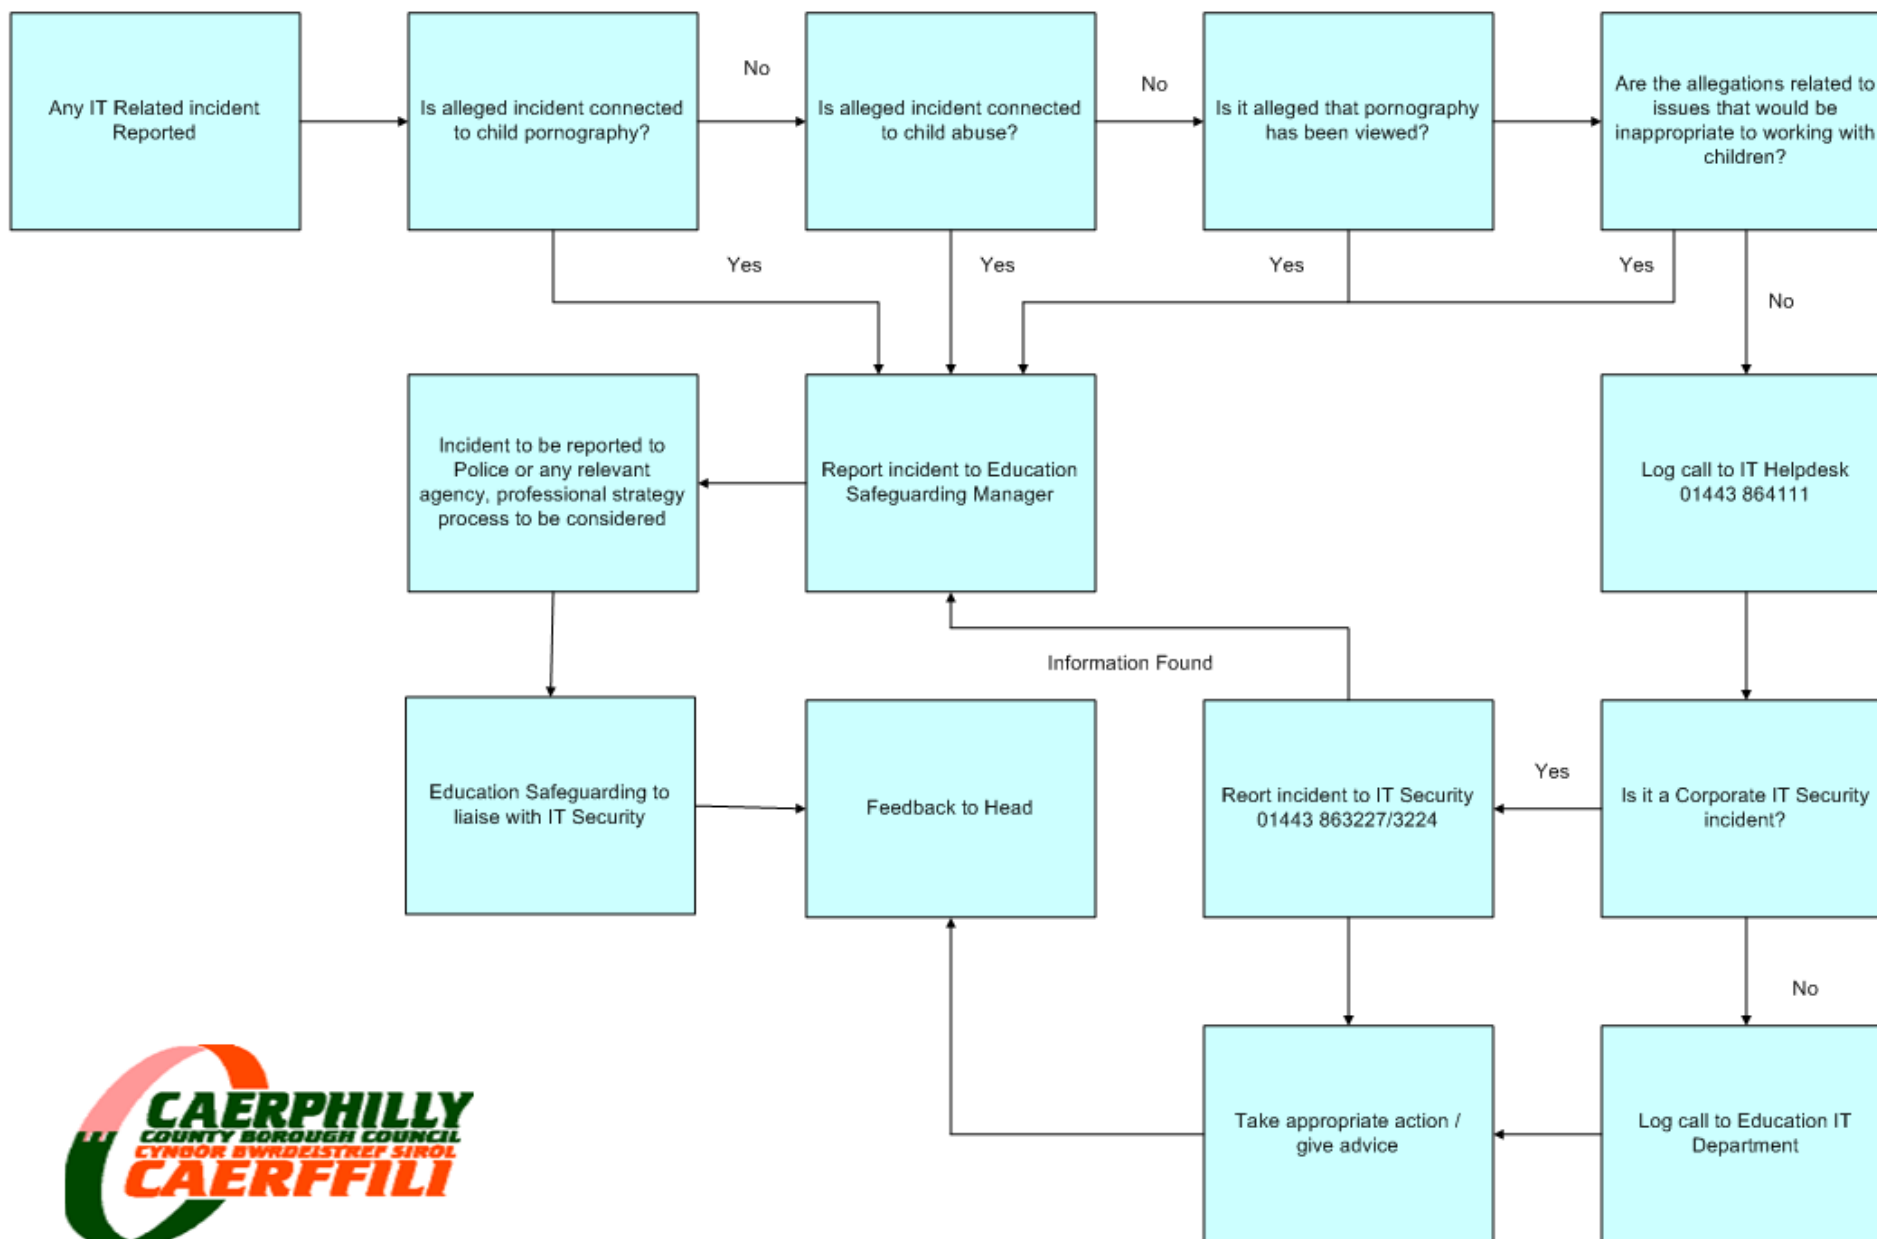 Any IT Related incident
Reported
Is alleged incident connected
to child pornography?
No
Is alleged incident connected
to child abuse?
No
Is it alleged that pornography
has been viewed?
Are the allegations related to
issues that would be
inappropriate to working with
children?
Yes
Yes
Yes
Yes
No
Incident to be reported to
Police or any relevant
agency, professional strategy
process to be considered
Report incident to Education
Safeguarding Manager
Log call to IT Helpdesk
01443 864111
Information Found
Education Safeguarding to
liaise with IT Security
Feedback to Head
Reort incident to IT Security
01443 863227/3224
Yes
Is it a Corporate IT Security
incident?
No
Take appropriate action /
give advice
Log call to Education IT
Department
CAERPHILLY
COUNTY BOROUGH COUNCIL
CYNGOR BWRDEISTREF SIROL
CAERFFILI